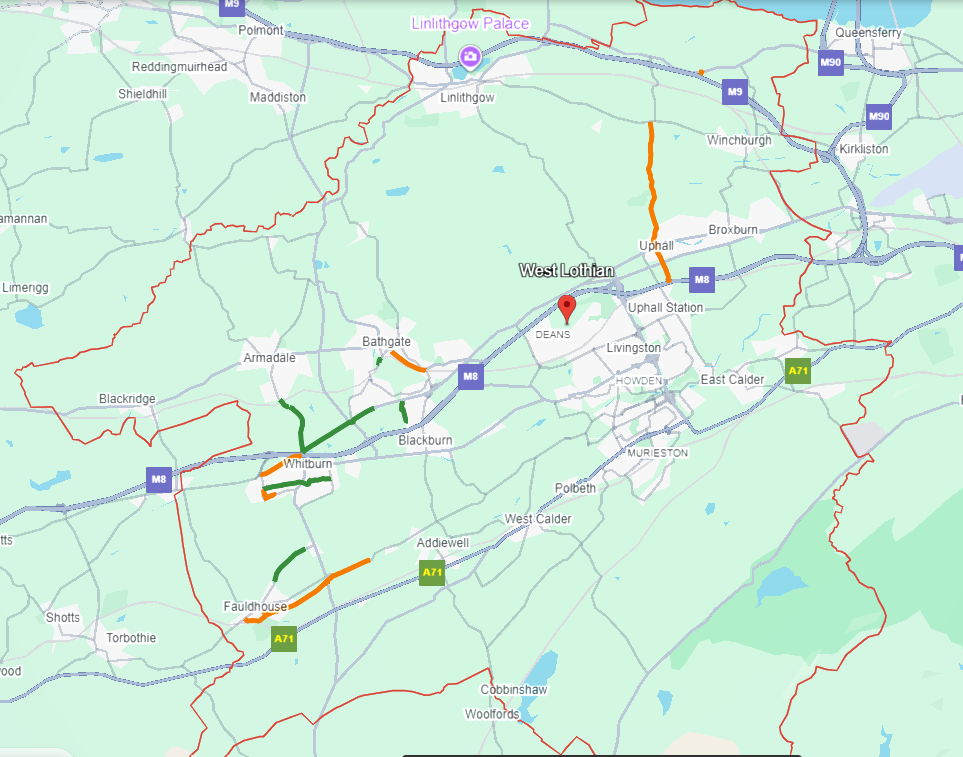 M9
Polmont
Linlithgow Palace
Queensferry
M90
Reddingmuirhead
Shieldhill
Maddiston
Linlithgow
M9
M90
Winchburgh
Kirkliston
amannan
Broxburn
Uphall
West Lothian
M8
Limerigg
Uphall Station
DEANS
Bathgate
Livingston
Armadale
M8
HOWDEN
East Calder
A71
Blackridge
Blackburn
MURIESTON
Whitburn
M8
Polbeth
West Calder
tts
Addiewell
A71
Fauldhouse
Shotts
Torbothie
A71
ood
Cobbinshaw
Woolfords